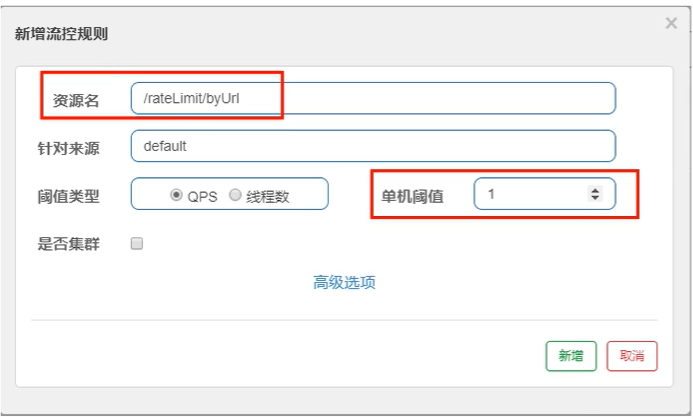 新增流控规则 ×
资源名 /rateLimit/byUrl
针对来源 default
阈值类型 QPS 线程数 单机阈值 1
是否集群
高级选项
新增 取消